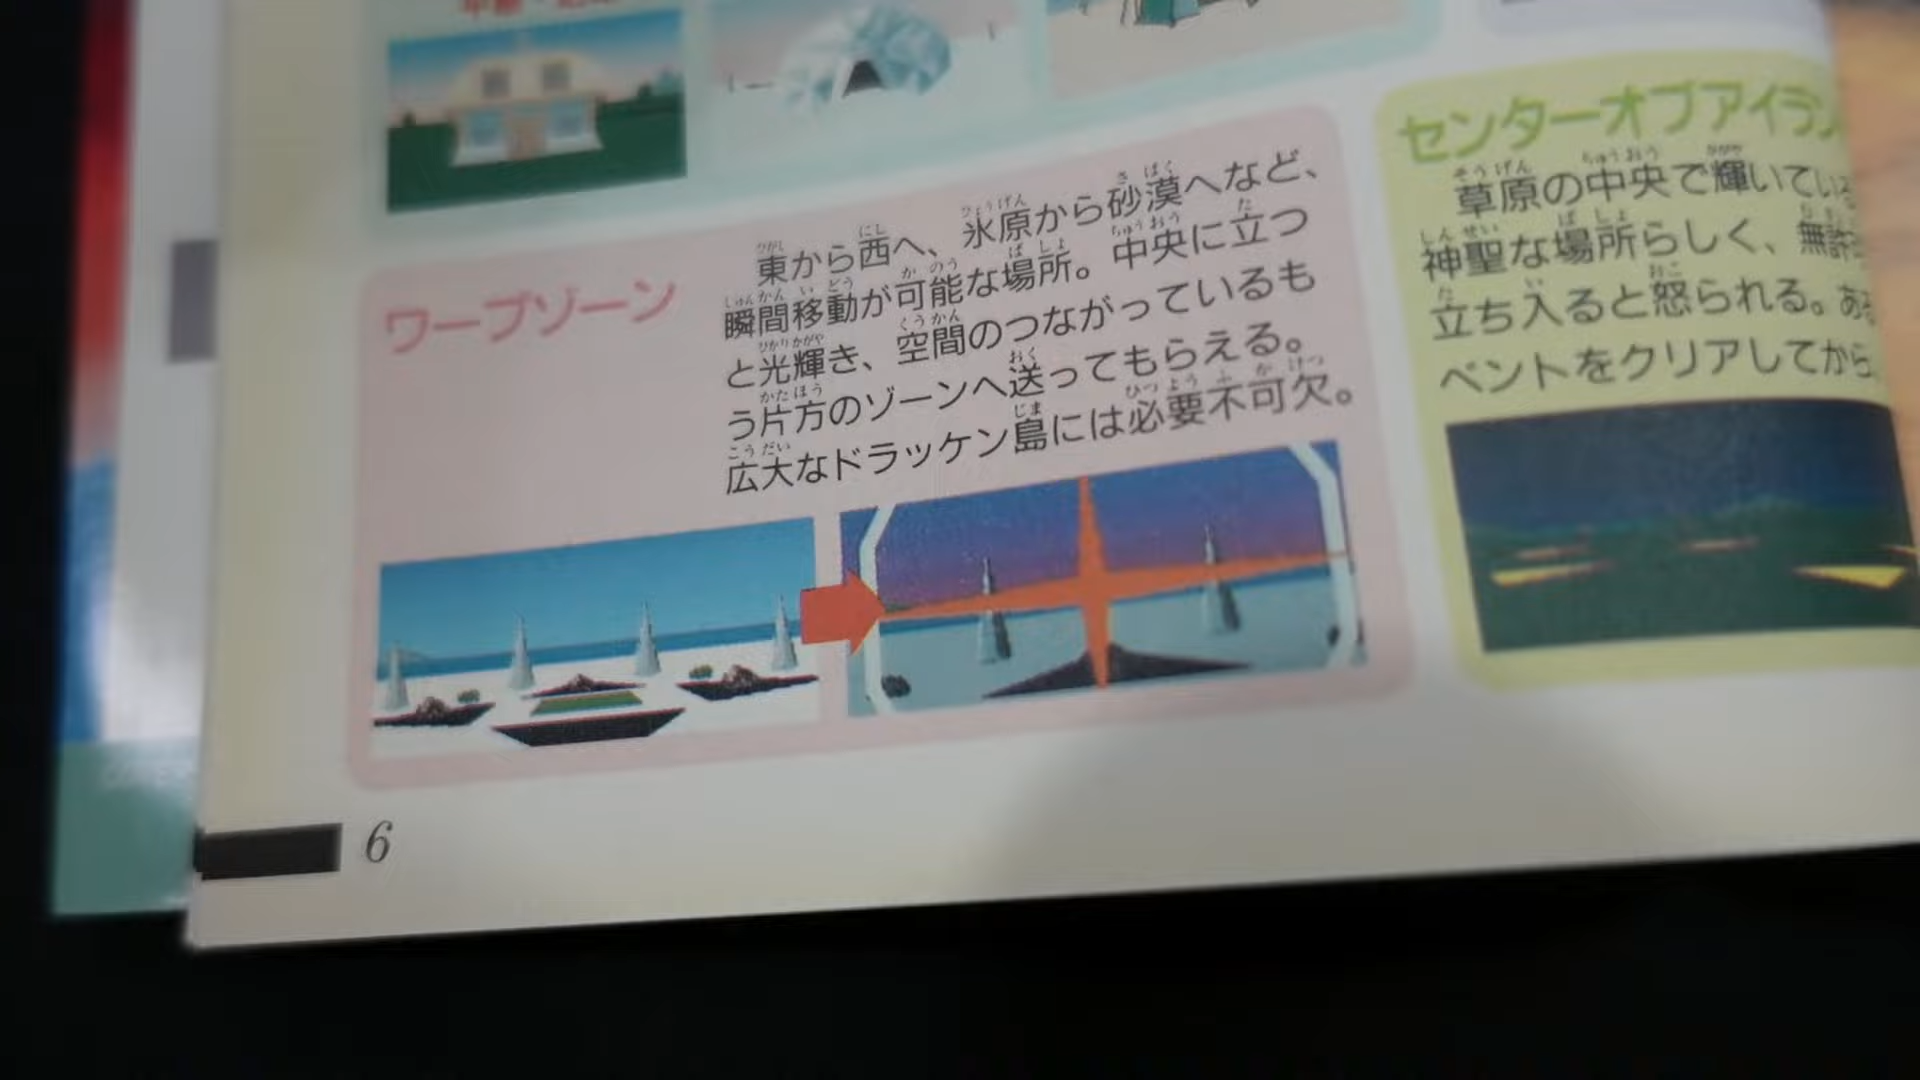 ワープゾーン
東から西へ、氷原から砂漠へなど、
瞬間移動が可能な場所。中央に立つ
と光輝き、空間のつながっているも
う片方のゾーンへ送ってもらえる。
広大なドラッケン島には必要不可欠。
センターオブアイラン
草原の中央で輝いている
神聖な場所らしく、無許
立ち入ると怒られる。ある
ベントをクリアしてから
6